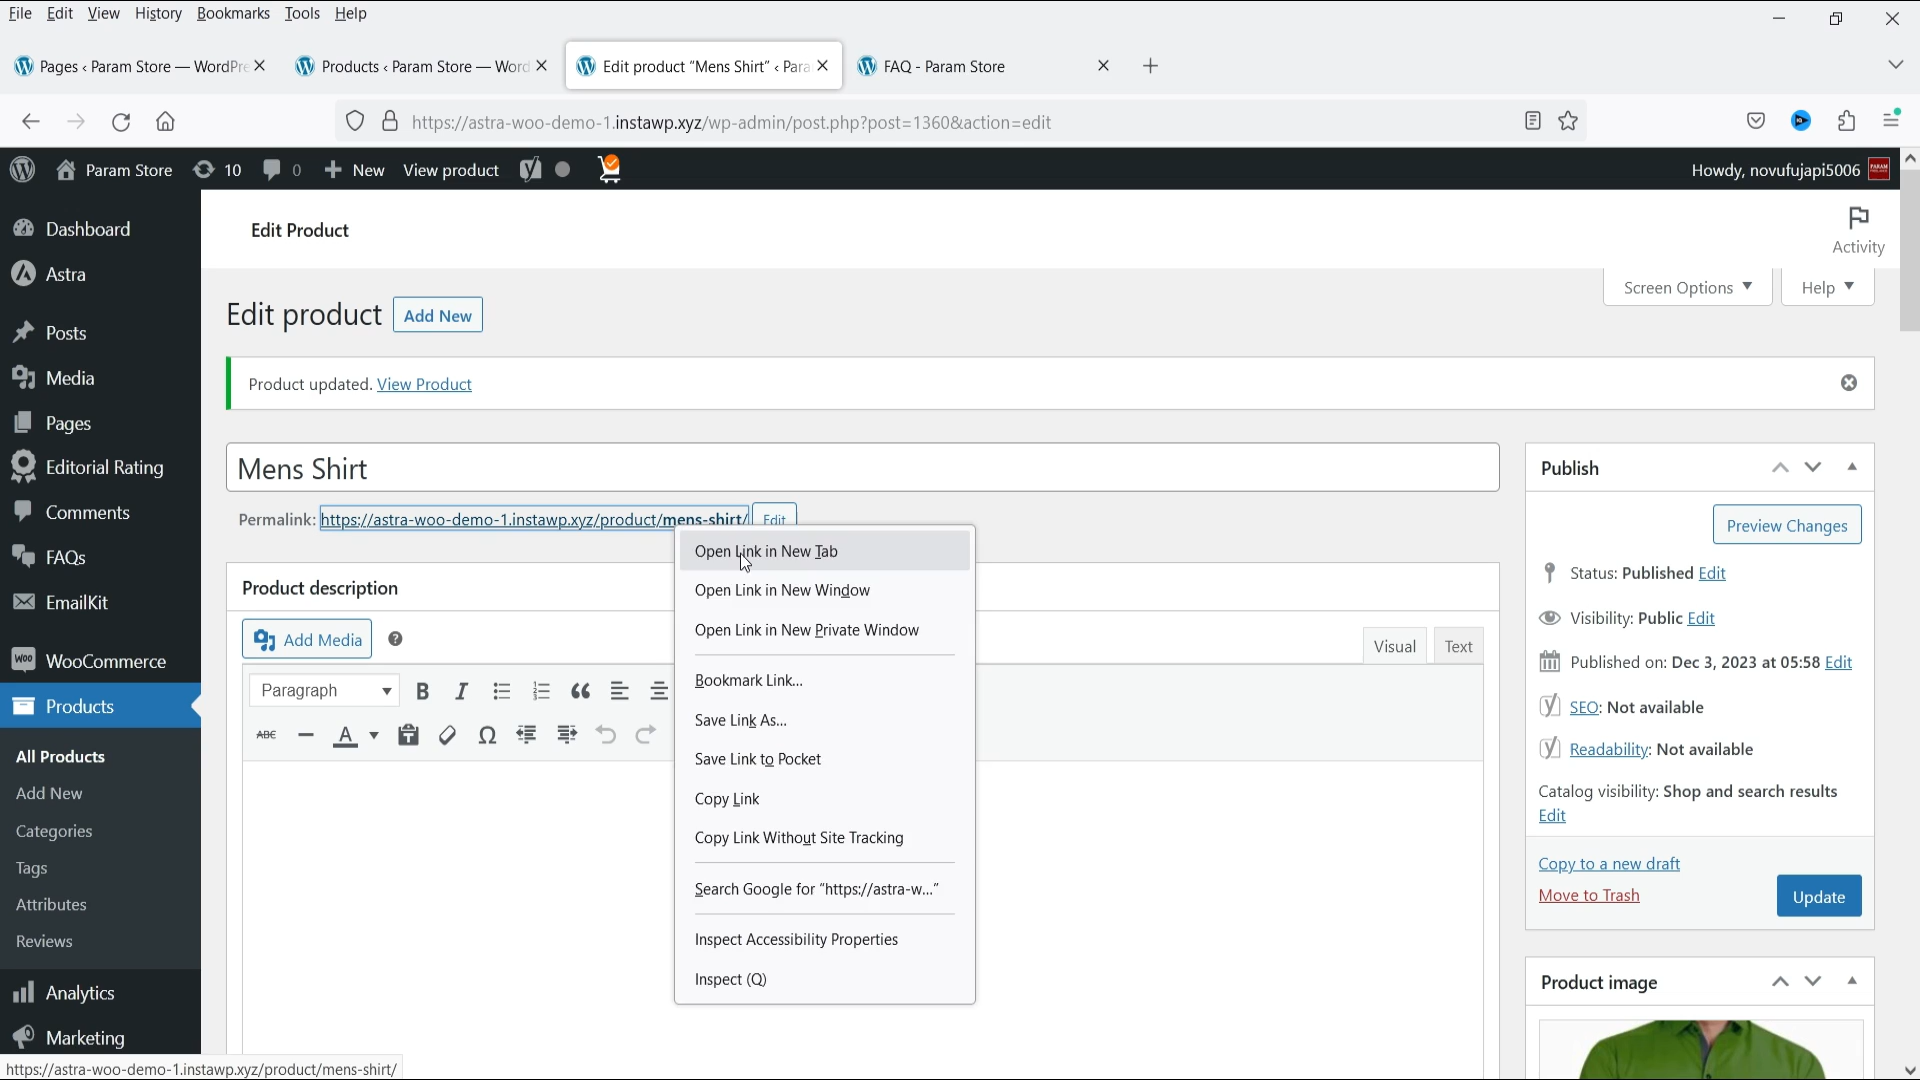 File Edit View History Bookmarks Tools Help
Pages ‹ Param Store — WordPre
Products ‹ Param Store — Word
Edit product “Mens Shirt” ‹ Para
FAQ - Param Store
https://astra-woo-demo-1.instawp.xyz/wp-admin/post.php?post=1360&action=edit
Param Store 10 0 New View product
Howdy, novufujapi5006
Dashboard
Astra
Posts
Media
Pages
Editorial Rating
Comments
FAQs
EmailKit
WooCommerce
Products
All Products
Add New
Categories
Tags
Attributes
Reviews
Analytics
Marketing
Edit Product
Activity
Screen Options
Help
Edit product Add New
Product updated. View Product
Mens Shirt
Permalink: https://astra-woo-demo-1.instawp.xyz/product/mens-shirt/ Edit
Product description
Add Media
Visual Text
Paragraph
ABC
Open Link in New Tab
Open Link in New Window
Open Link in New Private Window
Bookmark Link...
Save Link As...
Save Link to Pocket
Copy Link
Copy Link Without Site Tracking
Search Google for “https://astra-w...”
Inspect Accessibility Properties
Inspect (Q)
Publish
Preview Changes
Status: Published Edit
Visibility: Public Edit
Published on: Dec 3, 2023 at 05:58 Edit
SEO: Not available
Readability: Not available
Catalog visibility: Shop and search results
Edit
Copy to a new draft
Move to Trash
Update
Product image
https://astra-woo-demo-1.instawp.xyz/product/mens-shirt/